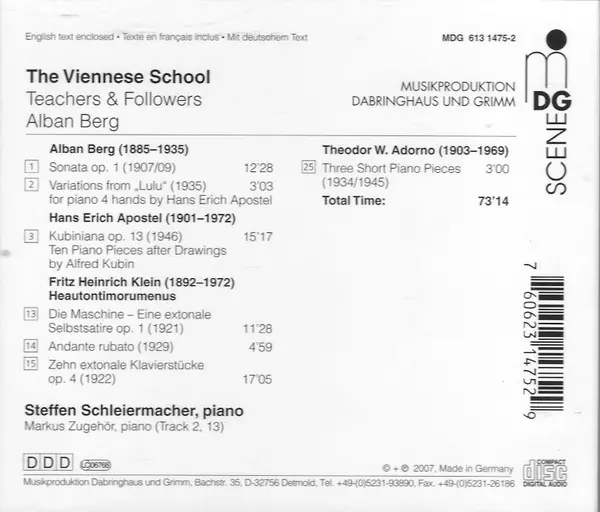 English text enclosed • Texte en français inclus • Mit deutschem Text
MDG 613 1475-2
The Viennese School
Teachers & Followers
Alban Berg
MUSIKPRODUKTION
DABRINGHAUS UND GRIMM
MDG
SCENE
Alban Berg (1885–1935)
1 Sonata op. 1 (1907/09) 12'28
2 Variations from „Lulu“ (1935) 3'03
for piano 4 hands by Hans Erich Apostel
Hans Erich Apostel (1901–1972)
3 Kubiniana op. 13 (1946) 15'17
Ten Piano Pieces after Drawings
by Alfred Kubin
Fritz Heinrich Klein (1892–1972)
Heautontimorumenus
13 Die Maschine – Eine extonale
Selbstsatire op. 1 (1921) 11'28
14 Andante rubato (1929) 4'59
15 Zehn extonale Klavierstücke
op. 4 (1922) 17'05
Theodor W. Adorno (1903–1969)
25 Three Short Piano Pieces 3'00
(1934/1945)
Total Time: 73'14
7 60623 14752 9
Steffen Schleiermacher, piano
Markus Zugehör, piano (Track 2, 13)
DDD
LC06768
© + ℗ 2007, Made in Germany
COMPACT
disc
DIGITAL AUDIO
Musikproduktion Dabringhaus und Grimm, Bachstr. 35, D-32756 Detmold, Tel. +49-(0)5231-93890, Fax +49-(0)5231-26186